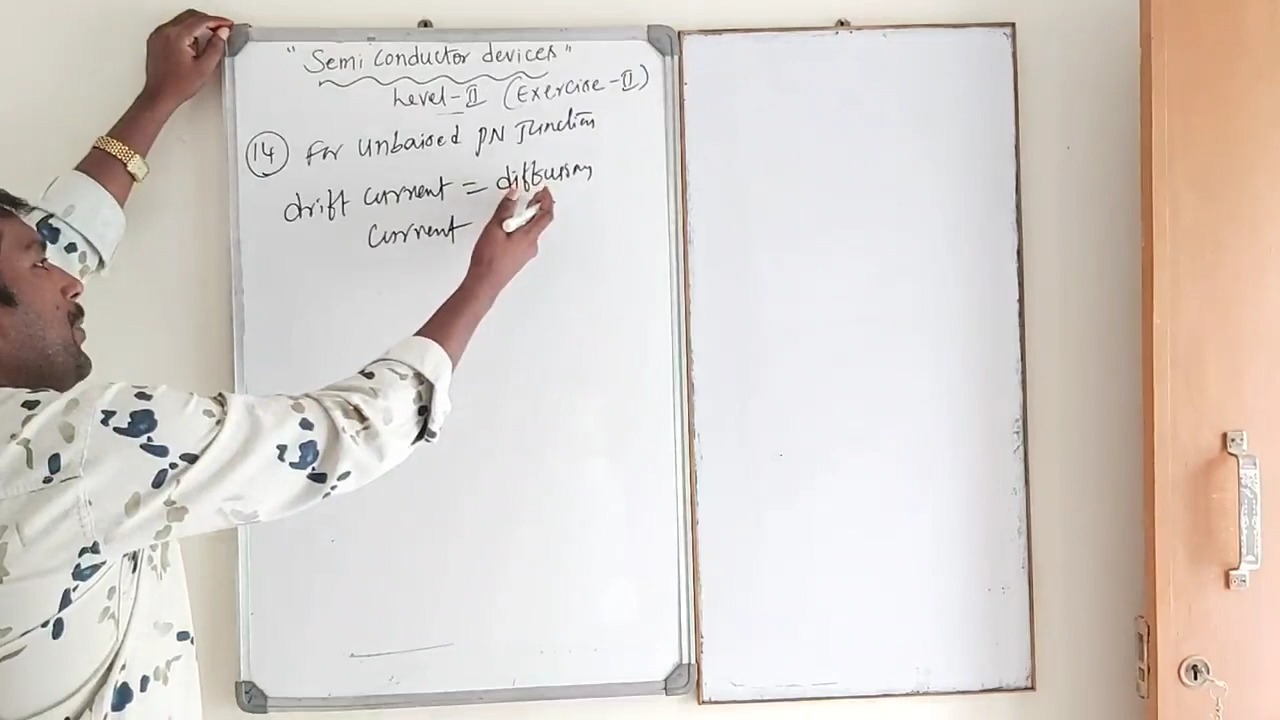 "Semi Conductor devices"
Level-II (Exercise-II)
(14) For Unbaised PN Junction
drift current = diffusion
current